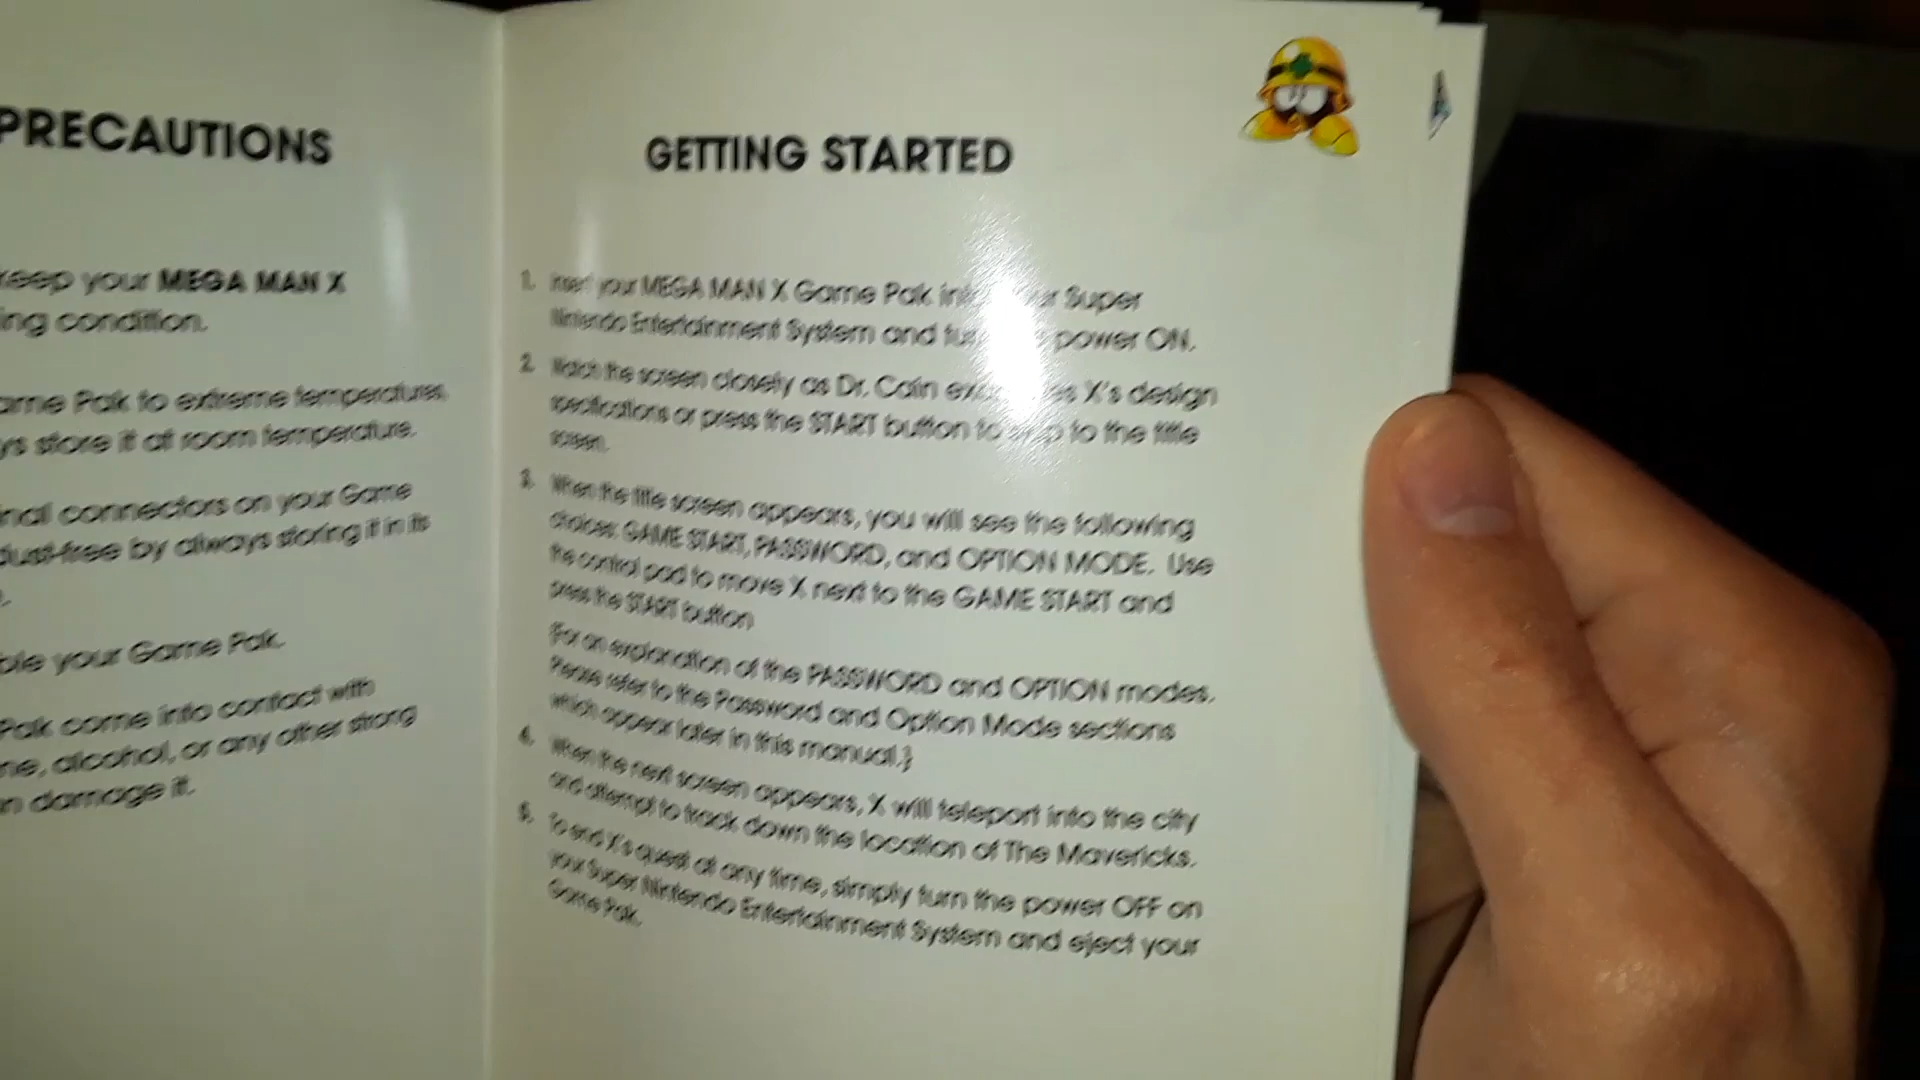 PRECAUTIONS
keep your MEGA MAN X
ing condition.
ame Pak to extreme temperatures.
ys store it at room temperature.
nal connectors on your Game
dust-free by always storing it in its
ble your Game Pak.
Pak come into contact with
ne, alcohol, or any other strong
n damage it.
GETTING STARTED
1. Insert your MEGA MAN X Game Pak into your Super
Nintendo Entertainment System and power ON.
2. Watch the screen closely as Dr. Cain X's design
specifications or press the START button to to the title
screen.
3. When the title screen appears, you will see the following
choices: GAME START, PASSWORD, and OPTION MODE. Use
the control pad to move X next to the GAME START and
press the START button
{For an explanation of the PASSWORD and OPTION modes.
Please refer to the Password and Option Mode sections
which appear later in this manual.}
4. When the next screen appears, X will teleport into the city
and attempt to track down the location of The Mavericks.
5. To end X's quest at any time, simply turn the power OFF on
your Super Nintendo Entertainment System and eject your
Game Pak.